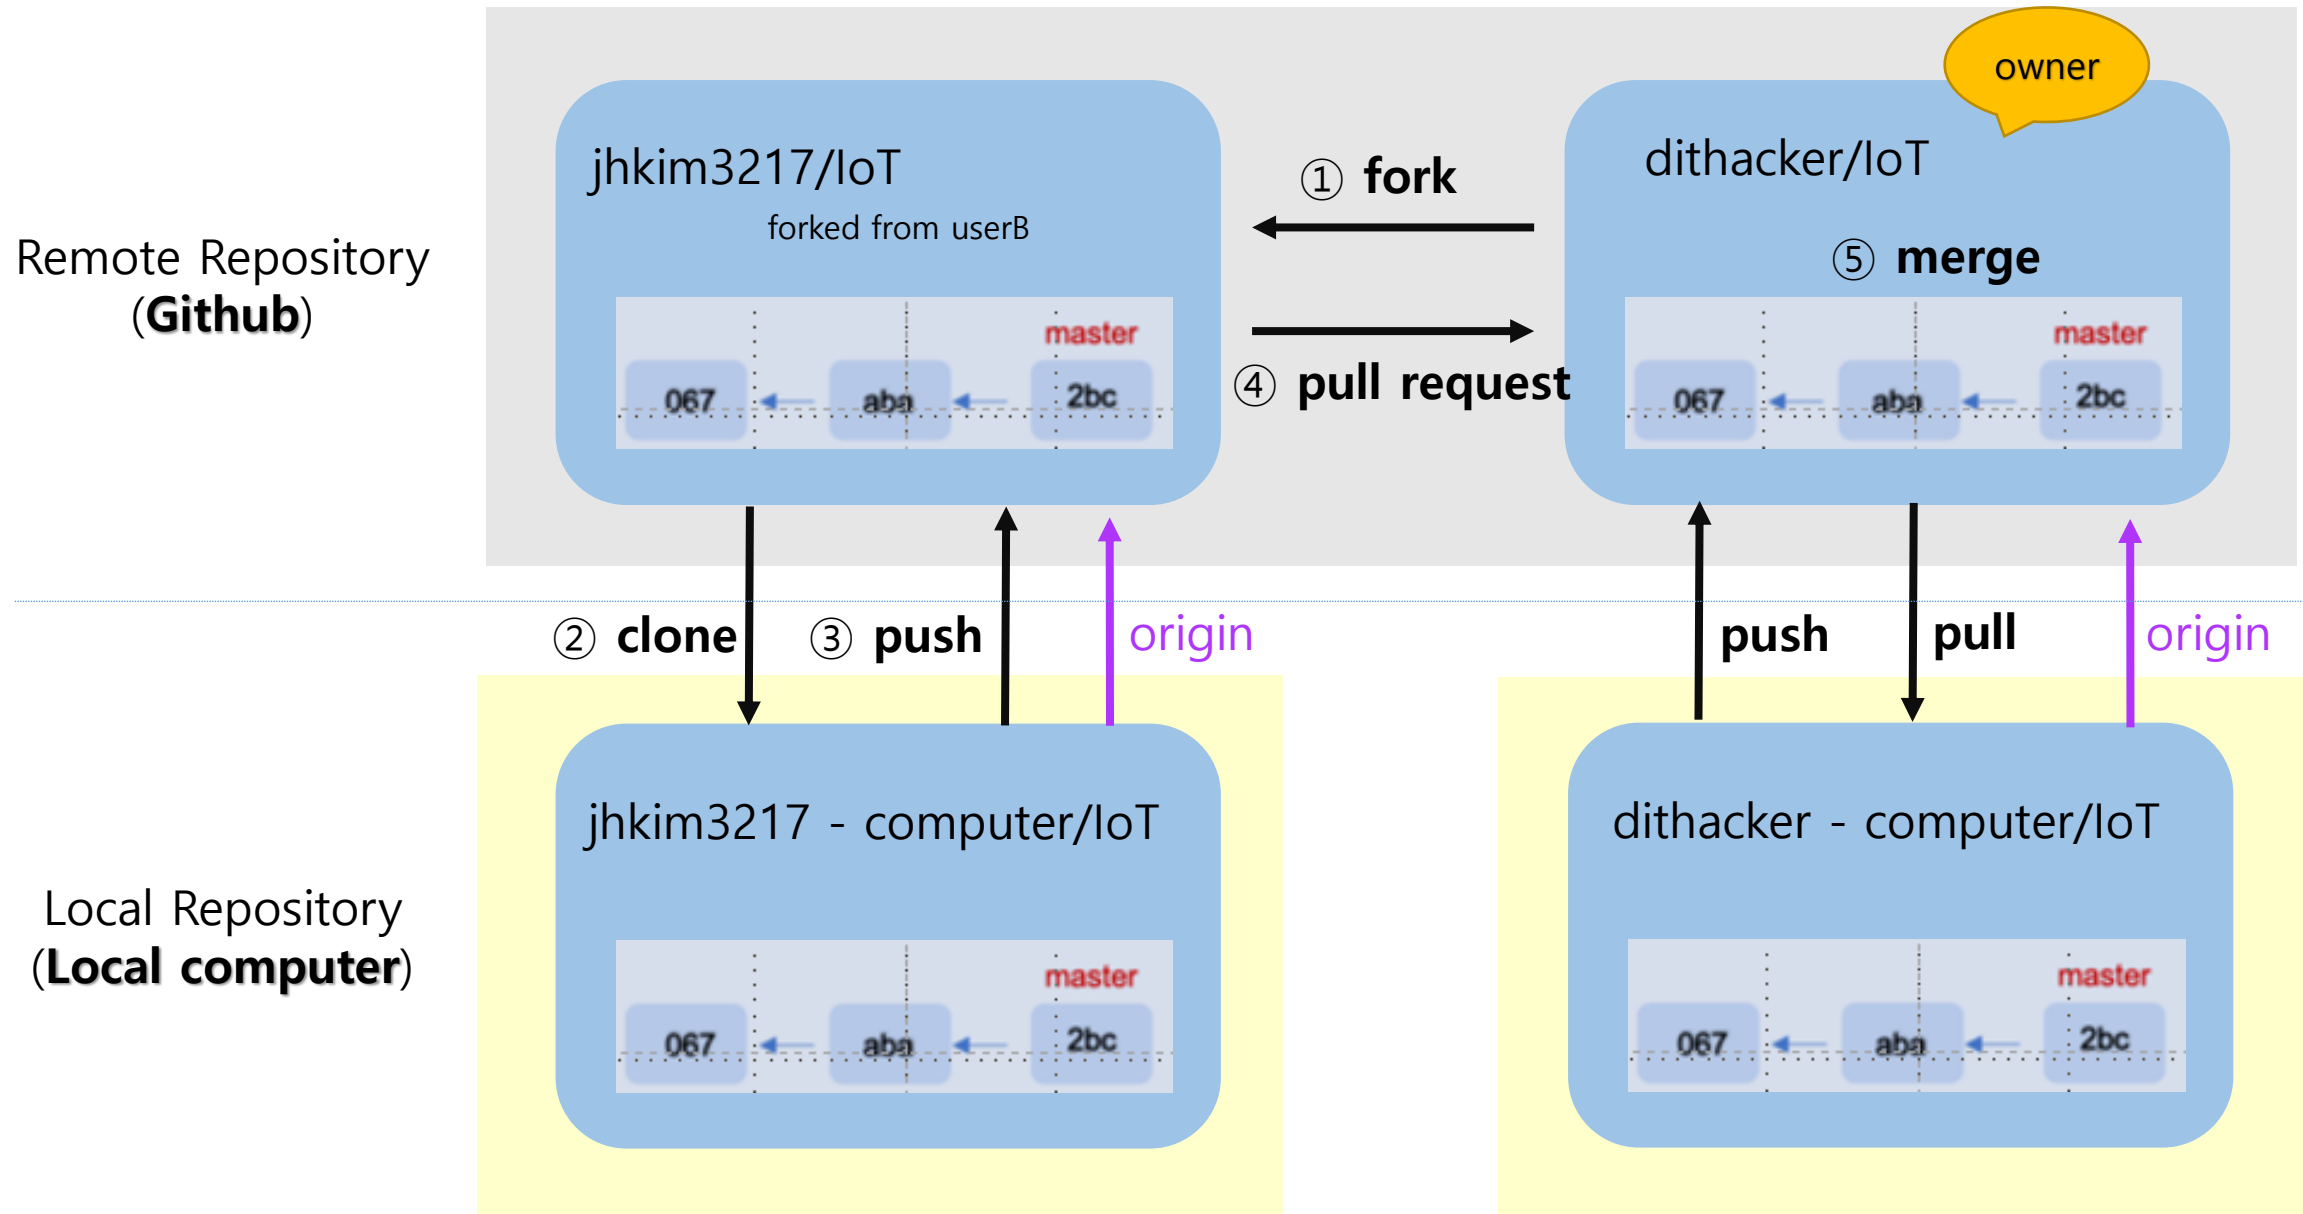 owner
jhkim3217/IoT
forked from userB
① fork
dithacker/IoT
⑤ merge
Remote Repository
(Github)
master
067
aba
2bc
④ pull request
master
067
aba
2bc
② clone
③ push
origin
push
pull
origin
jhkim3217 - computer/IoT
dithacker - computer/IoT
Local Repository
(Local computer)
master
067
aba
2bc
master
067
aba
2bc